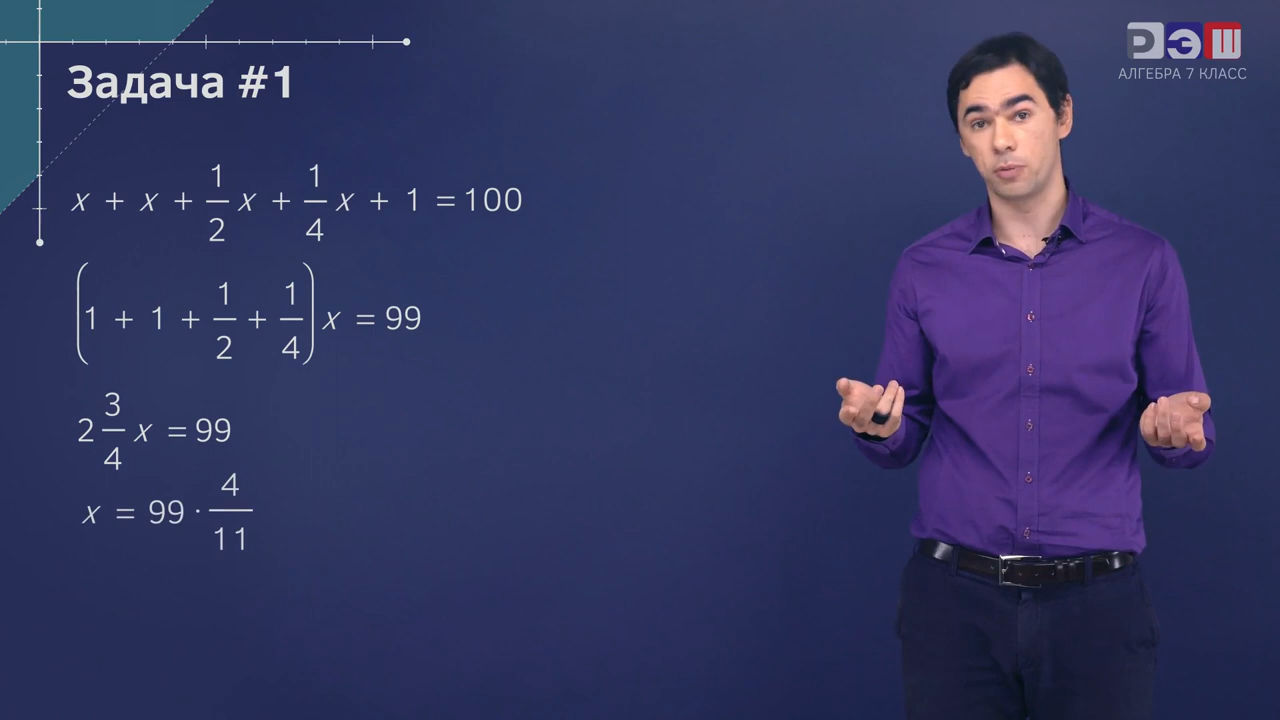 Задача #1
x + x + 1/2 x + 1/4 x + 1 = 100
(1 + 1 + 1/2 + 1/4) x = 99
2 3/4 x = 99
x = 99 · 4/11
РЭШ
АЛГЕБРА 7 КЛАСС